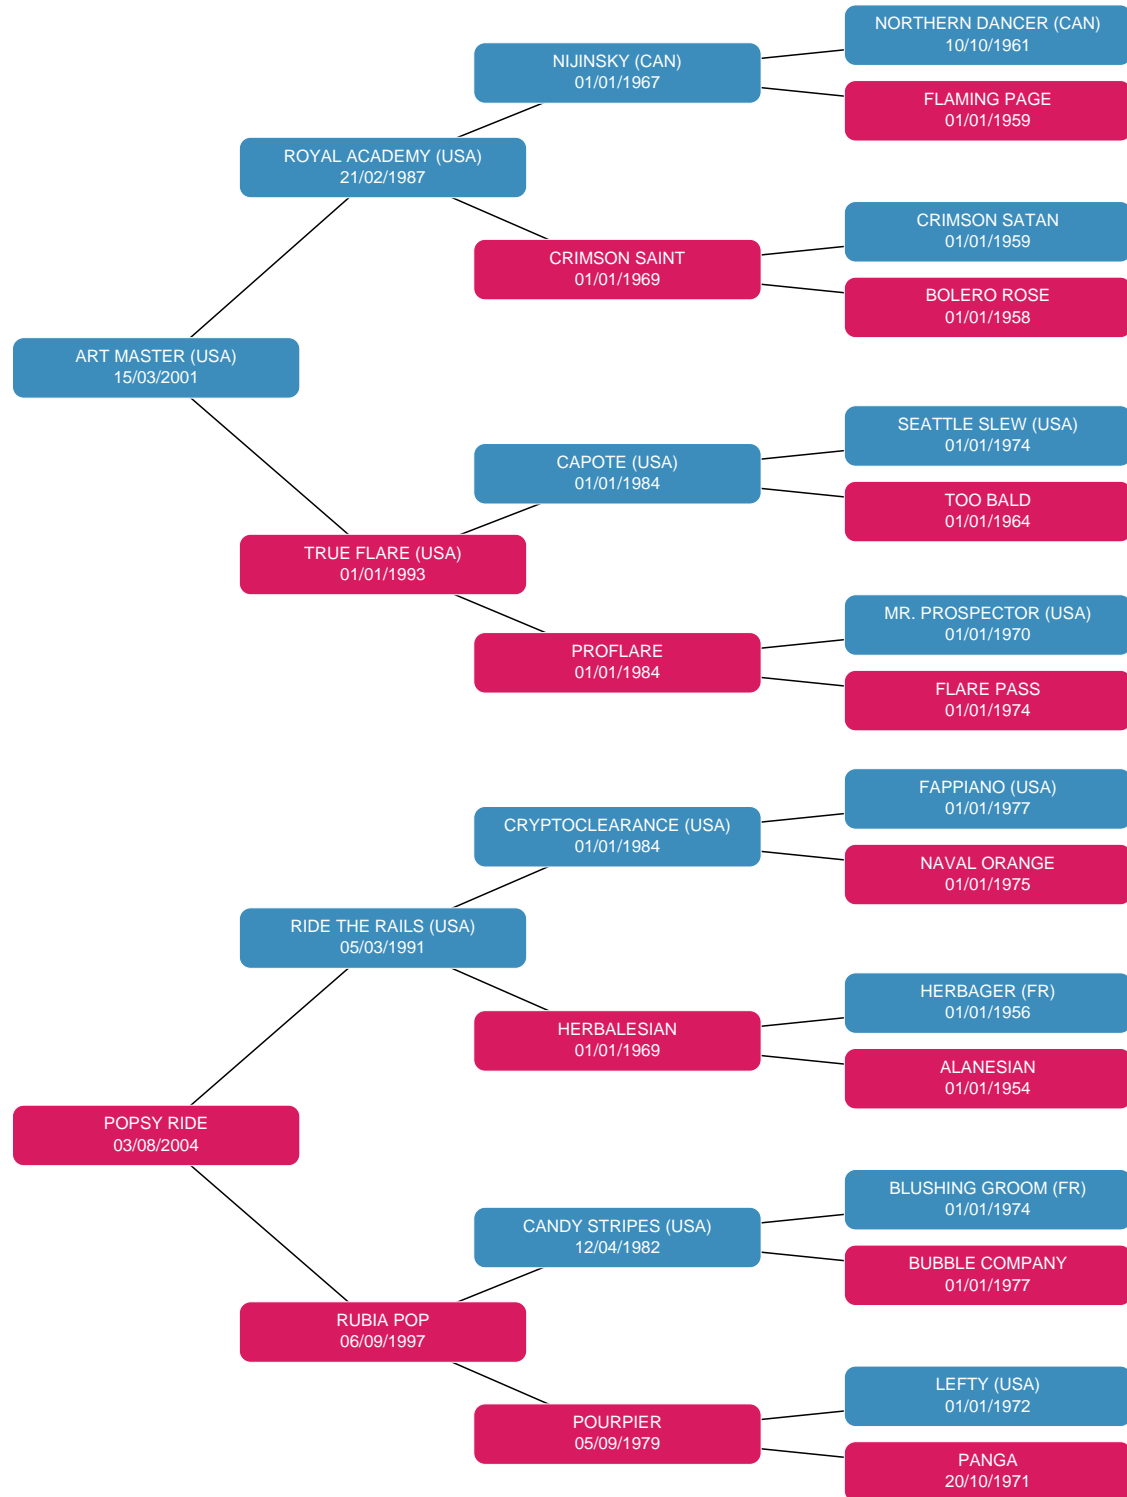 NORTHERN DANCER (CAN)
10/10/1961
NIJINSKY (CAN)
01/01/1967
FLAMING PAGE
01/01/1959
ROYAL ACADEMY (USA)
21/02/1987
CRIMSON SATAN
01/01/1959
CRIMSON SAINT
01/01/1969
BOLERO ROSE
01/01/1958
ART MASTER (USA)
15/03/2001
SEATTLE SLEW (USA)
01/01/1974
CAPOTE (USA)
01/01/1984
TOO BALD
01/01/1964
TRUE FLARE (USA)
01/01/1993
MR. PROSPECTOR (USA)
01/01/1970
PROFLARE
01/01/1984
FLARE PASS
01/01/1974
FAPPIANO (USA)
01/01/1977
CRYPTOCLEARANCE (USA)
01/01/1984
NAVAL ORANGE
01/01/1975
RIDE THE RAILS (USA)
05/03/1991
HERBAGER (FR)
01/01/1956
HERBALESIAN
01/01/1969
ALANESIAN
01/01/1954
POPSY RIDE
03/08/2004
BLUSHING GROOM (FR)
01/01/1974
CANDY STRIPES (USA)
12/04/1982
BUBBLE COMPANY
01/01/1977
RUBIA POP
06/09/1997
LEFTY (USA)
01/01/1972
POURPIER
05/09/1979
PANGA
20/10/1971